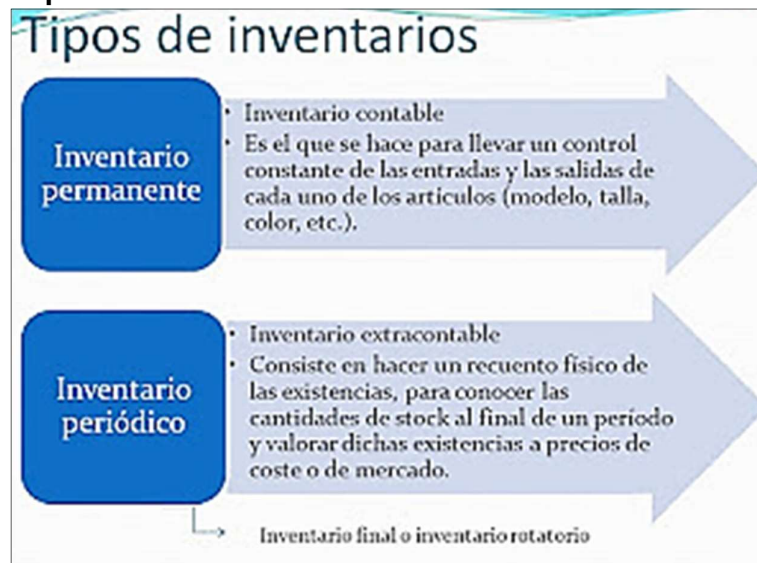 Tipos de inventarios
Inventario
permanente
• Inventario contable
• Es el que se hace para llevar un control
constante de las entradas y las salidas de
cada uno de los artículos (modelo, talla,
color, etc.).
Inventario
periódico
• Inventario extracontable
• Consiste en hacer un recuento físico de
las existencias, para conocer las
cantidades de stock al final de un período
y valorar dichas existencias a precios de
coste o de mercado.
Inventario final o inventario rotatorio